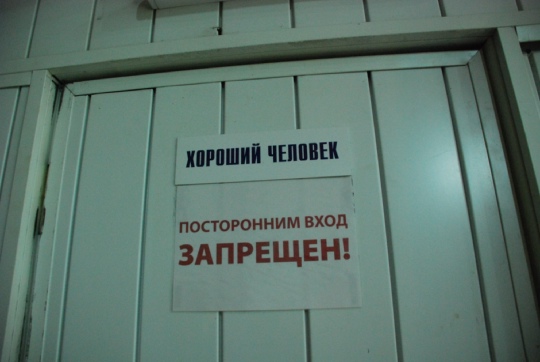 ХОРОШИЙ ЧЕЛОВЕК
ПОСТОРОННИМ ВХОД
ЗАПРЕЩЕН!